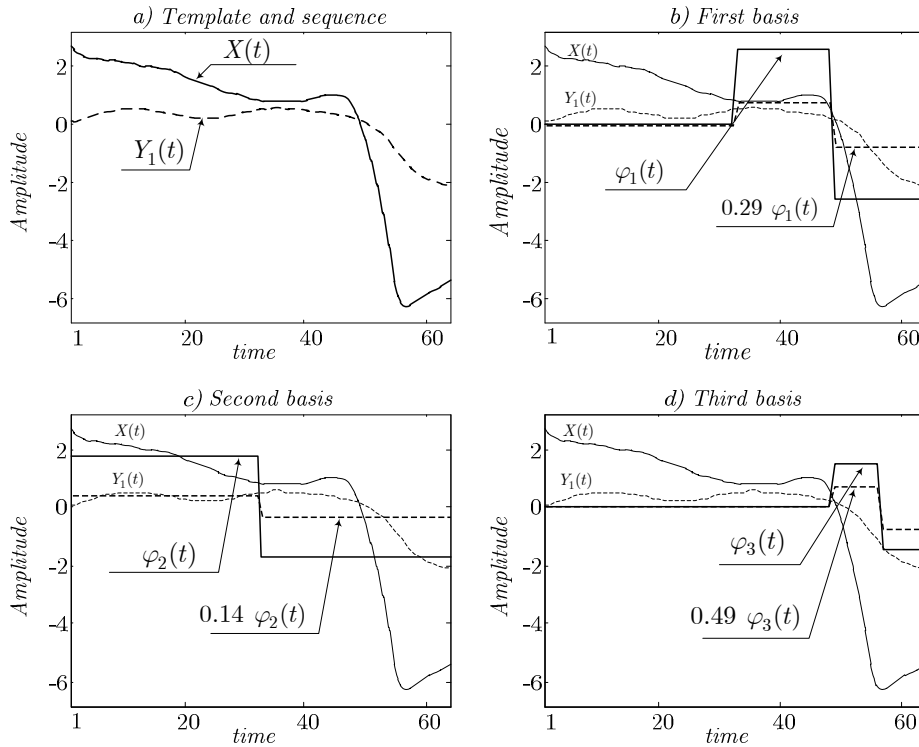 a) Template and sequence
Amplitude
2
0
-2
-4
-6
X(t)
Y₁(t)
1 20 40 60
time
b) First basis
Amplitude
2
0
-2
-4
-6
X(t)
Y₁(t)
φ₁(t)
0.29 φ₁(t)
1 20 40 60
time
c) Second basis
Amplitude
2
0
-2
-4
-6
X(t)
Y₁(t)
φ₂(t)
0.14 φ₂(t)
1 20 40 60
time
d) Third basis
Amplitude
2
0
-2
-4
-6
X(t)
Y₁(t)
φ₃(t)
0.49 φ₃(t)
1 20 40 60
time